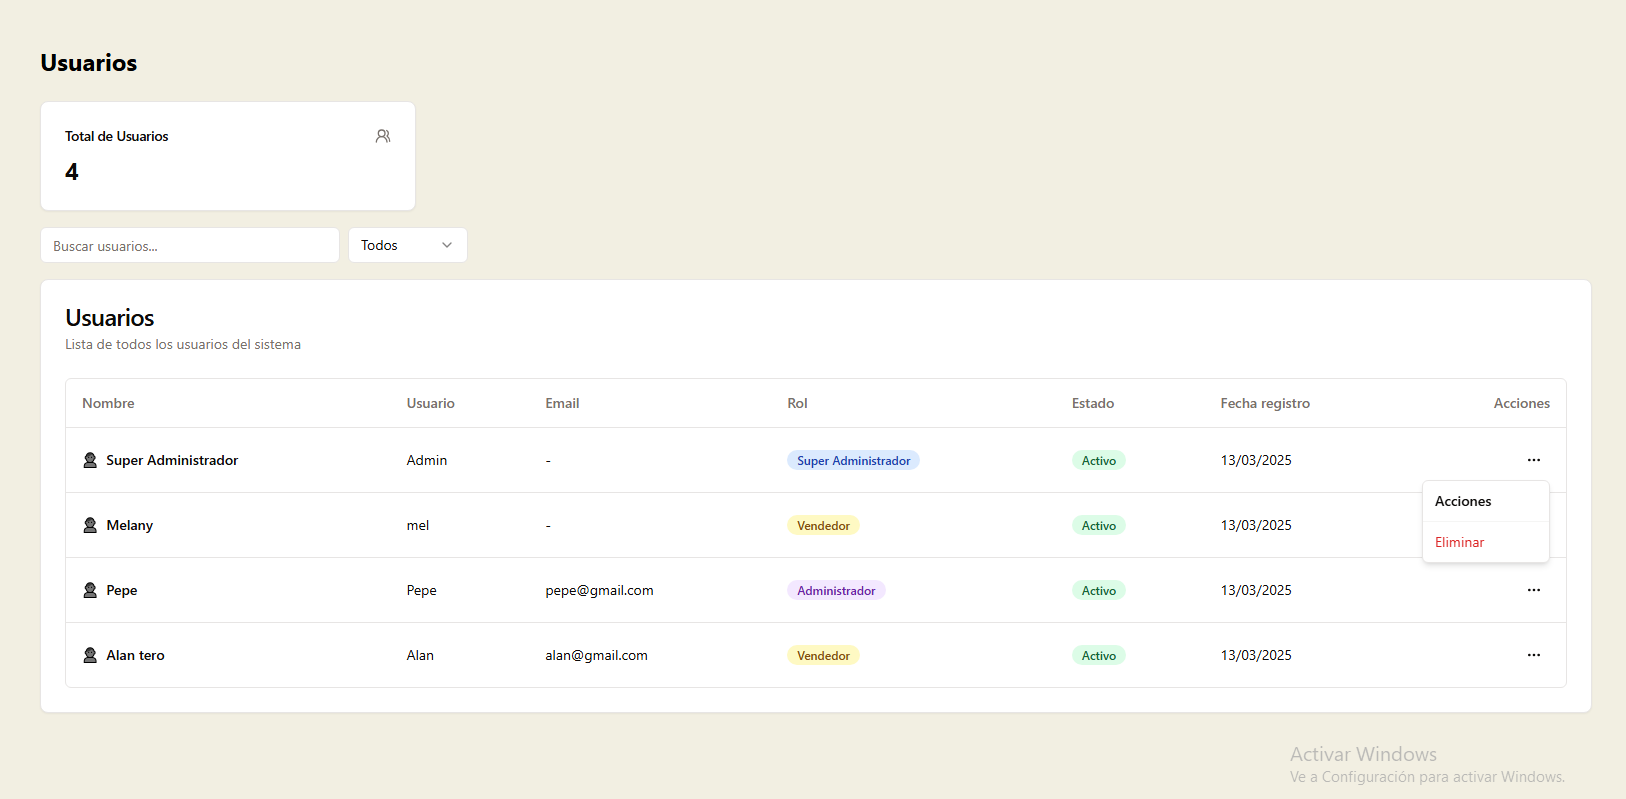 Usuarios
Total de Usuarios
4
Buscar usuarios...
Todos
Usuarios
Lista de todos los usuarios del sistema
Nombre Usuario Email Rol Estado Fecha registro Acciones
Super Administrador Admin - Super Administrador Activo 13/03/2025 ...
Acciones
Melany mel - Vendedor Activo 13/03/2025
Eliminar
Pepe Pepe pepe@gmail.com Administrador Activo 13/03/2025 ...
Alan tero Alan alan@gmail.com Vendedor Activo 13/03/2025 ...
Activar Windows
Ve a Configuración para activar Windows.